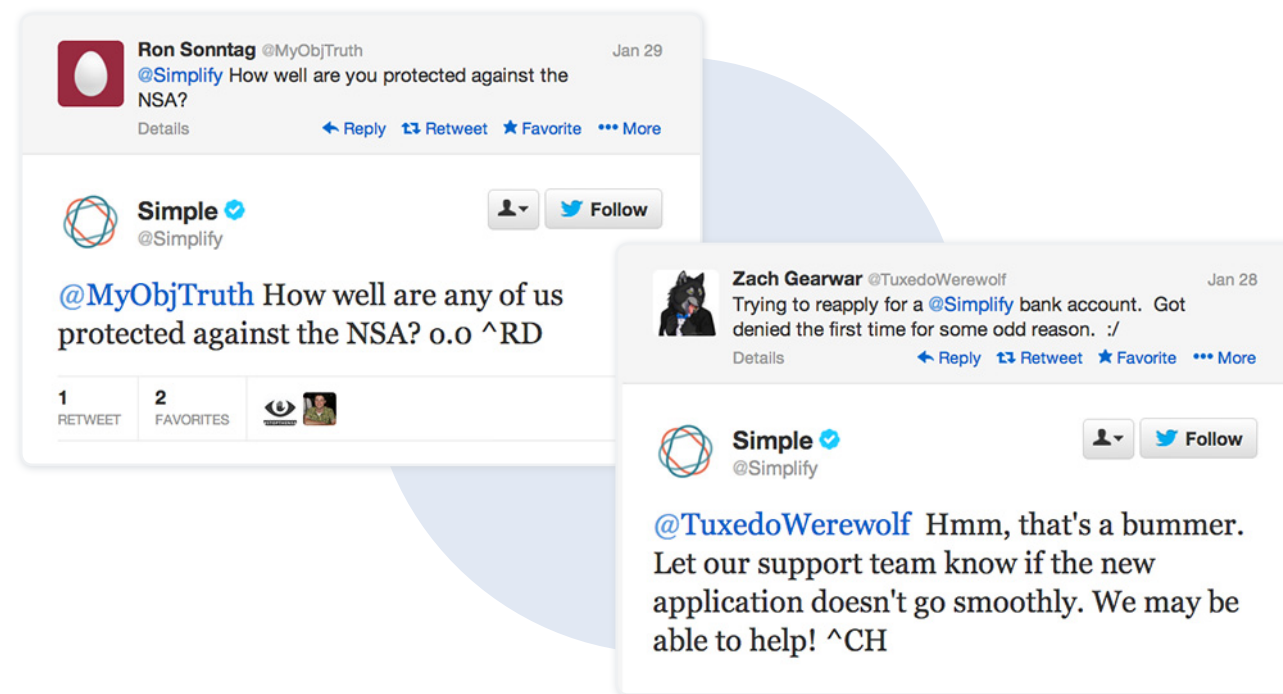 Ron Sonntag @MyObjTruth Jan 29
@Simplify How well are you protected against the
NSA?
Details Reply Retweet Favorite More
Simple
@Simplify
Follow
@MyObjTruth How well are any of us
protected against the NSA? o.o ^RD
1 2
RETWEET FAVORITES
Zach Gearwar @TuxedoWerewolf Jan 28
Trying to reapply for a @Simplify bank account. Got
denied the first time for some odd reason. :/
Details Reply Retweet Favorite More
Simple
@Simplify
Follow
@TuxedoWerewolf Hmm, that's a bummer.
Let our support team know if the new
application doesn't go smoothly. We may be
able to help! ^CH